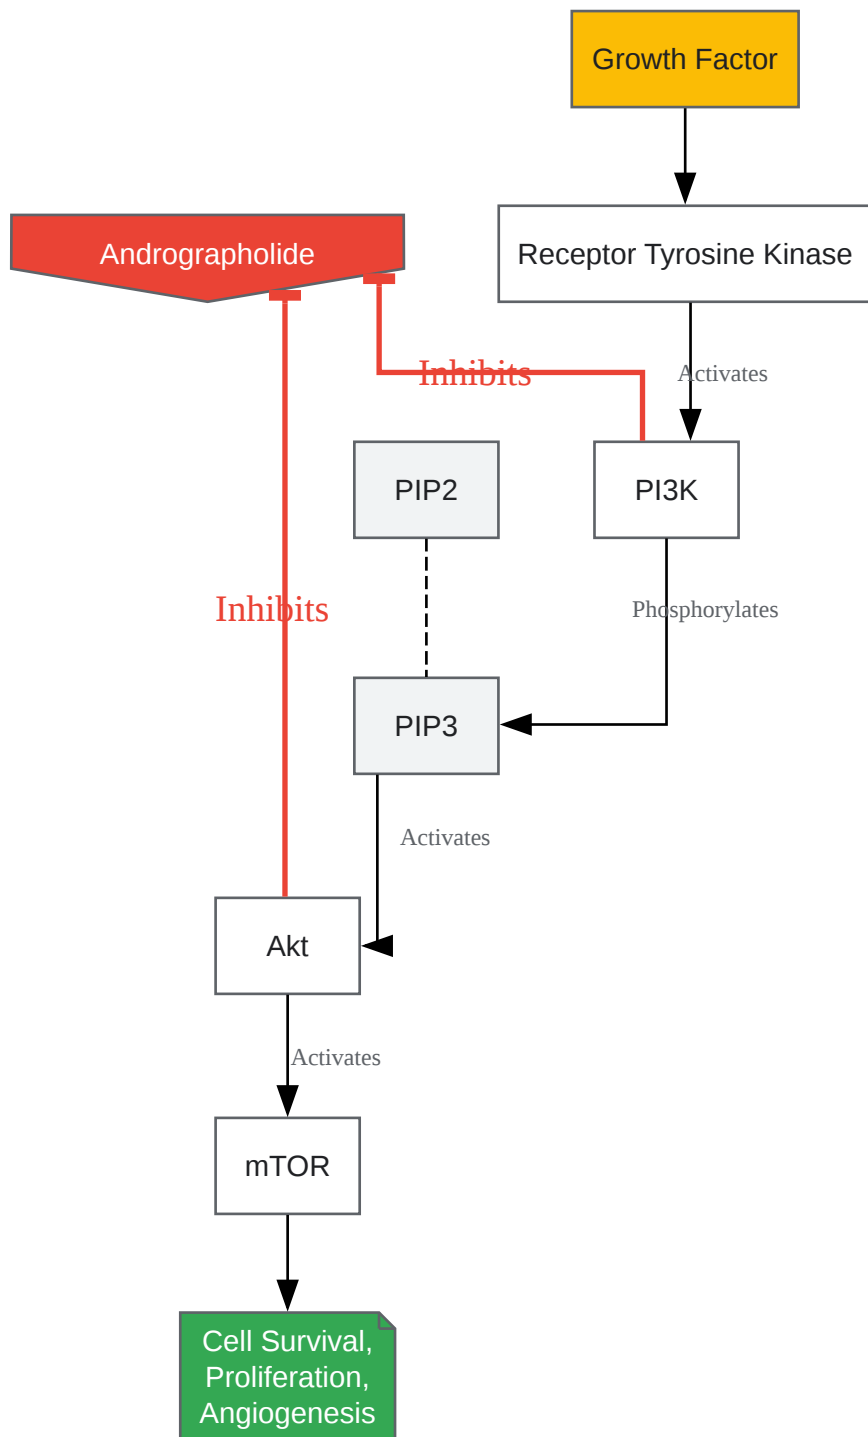 Growth Factor
Andrographolide
Receptor Tyrosine Kinase
Inhibits
Activates
PIP2
PI3K
Inhibits
Phosphorylates
PIP3
Activates
Akt
Activates
mTOR
Cell Survival,
Proliferation,
Angiogenesis